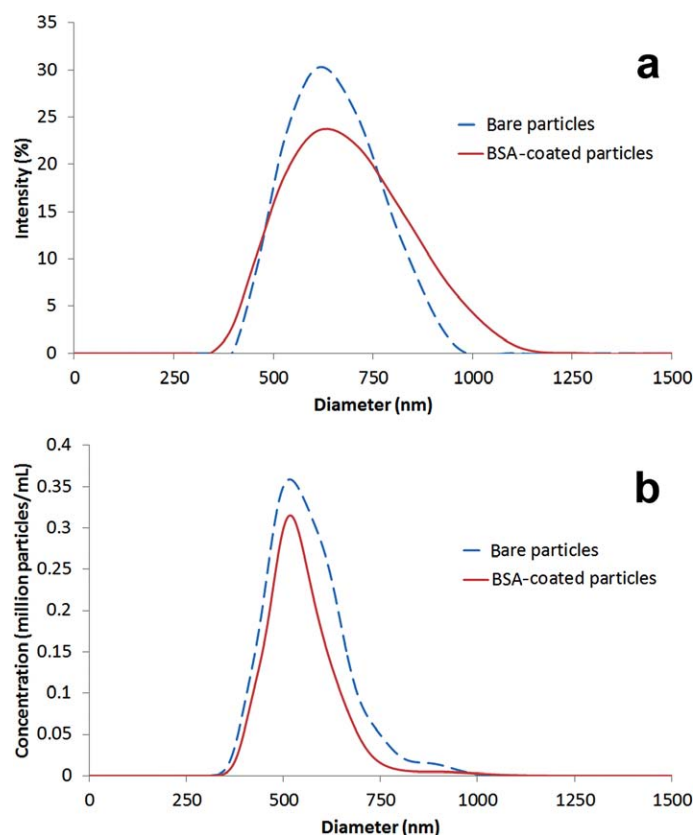 a
35
30
25
20
15
10
5
0
Intensity (%)
Bare particles
BSA-coated particles
0 250 500 750 1000 1250 1500
Diameter (nm)
b
0.4
0.35
0.3
0.25
0.2
0.15
0.1
0.05
0
Concentration (million particles/mL)
Bare particles
BSA-coated particles
0 250 500 750 1000 1250 1500
Diameter (nm)